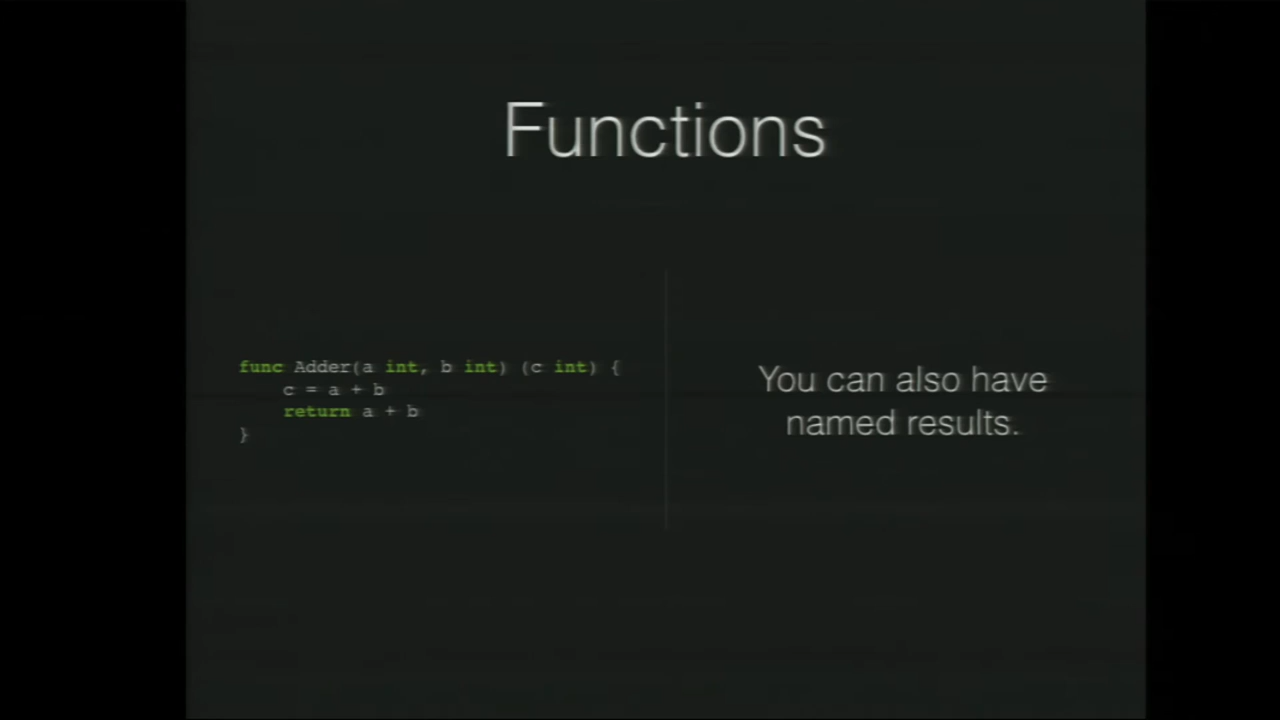 Functions
func Adder(a int, b int) (c int) {
    c = a + b
    return a + b
}
You can also have
named results.